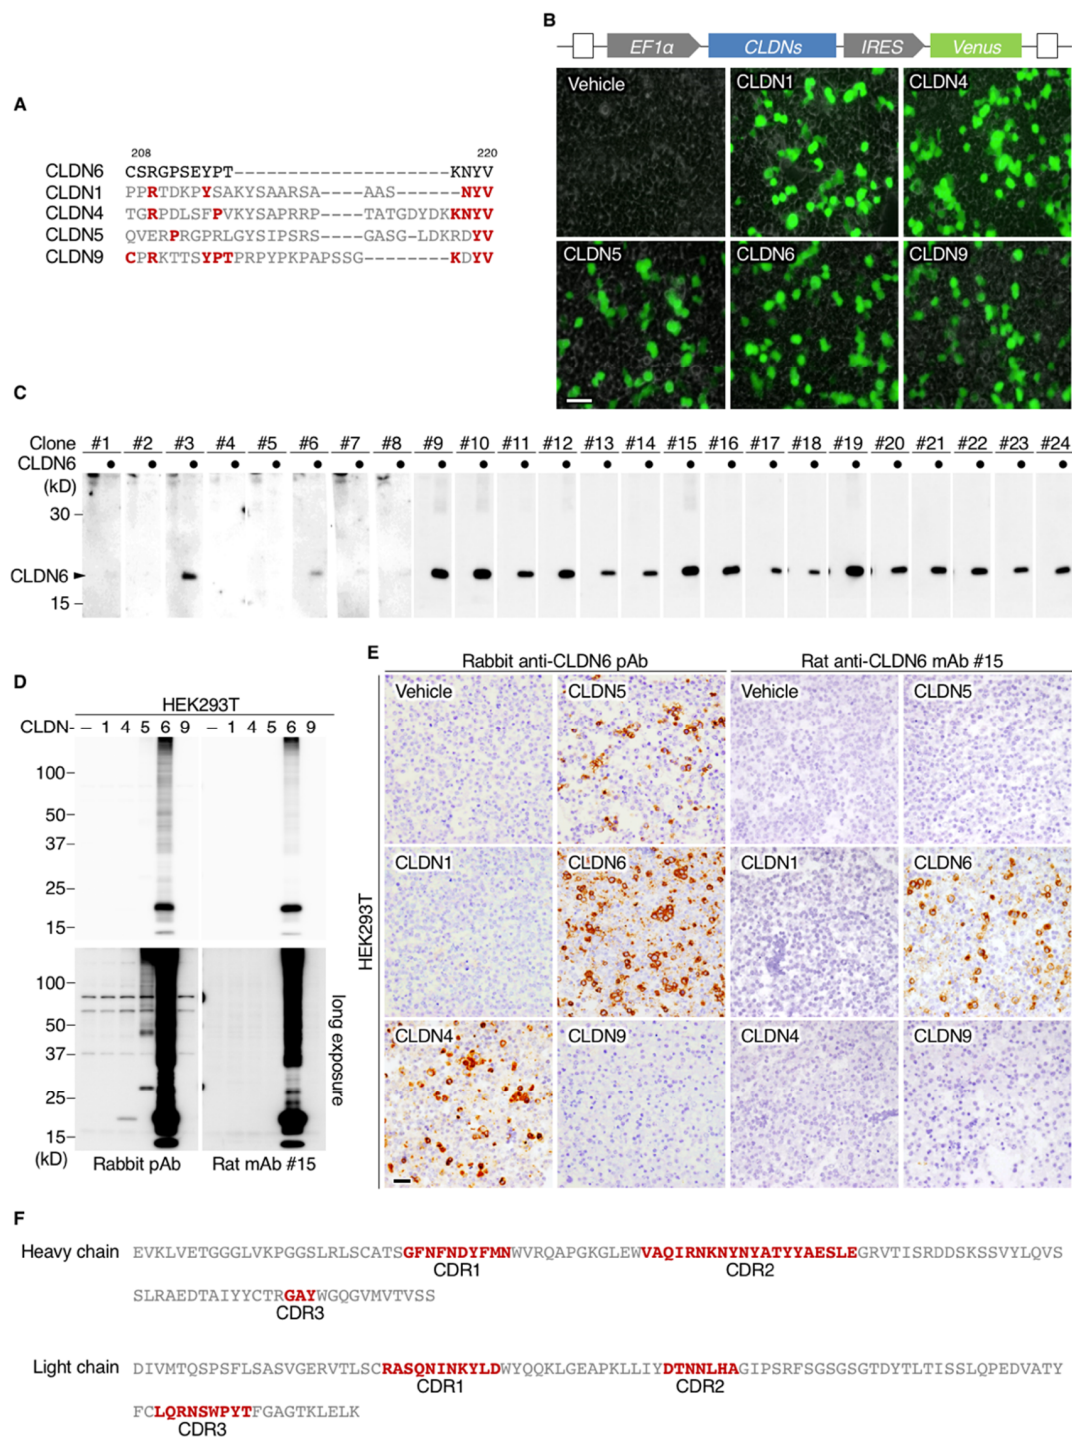 A
208 220
CLDN6 CSRGPSEYPT------------------------KNYV
CLDN1 PPRTDKPYSAKYSAARSA----AAS-------NYV
CLDN4 TGRPDLSFPVKYSAPRRP----TATGDYDKKNYV
CLDN5 QVERPRGPRLGYSIPSRS----GASG-LDKRDYV
CLDN9 CPRKTTSYPTPRPYPKPAPSSG----------KDYV
B
EF1α CLDNs IRES Venus
Vehicle CLDN1 CLDN4
CLDN5 CLDN6 CLDN9
C
Clone #1 #2 #3 #4 #5 #6 #7 #8 #9 #10 #11 #12 #13 #14 #15 #16 #17 #18 #19 #20 #21 #22 #23 #24
CLDN6 ● ● ● ● ● ● ● ● ● ● ● ● ● ● ● ● ● ● ● ● ● ● ● ●
(kD)
30
CLDN6
15
D
HEK293T
CLDN- – 1 4 5 6 9 – 1 4 5 6 9
100
50
37
25
15
100
50
37
25
15
(kD)
long exposure
Rabbit pAb Rat mAb #15
E
Rabbit anti-CLDN6 pAb Rat anti-CLDN6 mAb #15
HEK293T
Vehicle CLDN5 Vehicle CLDN5
CLDN1 CLDN6 CLDN1 CLDN6
CLDN4 CLDN9 CLDN4 CLDN9
F
Heavy chain EVKLVETGGGLVKPGGSLRLSCATSGFNFNDYFMNWVRQAPGKGLEWVAQIRNKNYNYATYYAESLEGRVTISRDDSKSSVYLQVS
CDR1 CDR2
SLRAEDTAIYYCTRGAYWGQGVMVTVSS
CDR3
Light chain DIVMTQSPSFLSASVGERVTLSCRASQNINKYLDWYQQKLGEAPKLLIYDTNNLHAGIPSRFSGSGSGTDYTLTISSLQPEDVATY
CDR1 CDR2
FCLQRNSWPYTFGAGTKLELK
CDR3